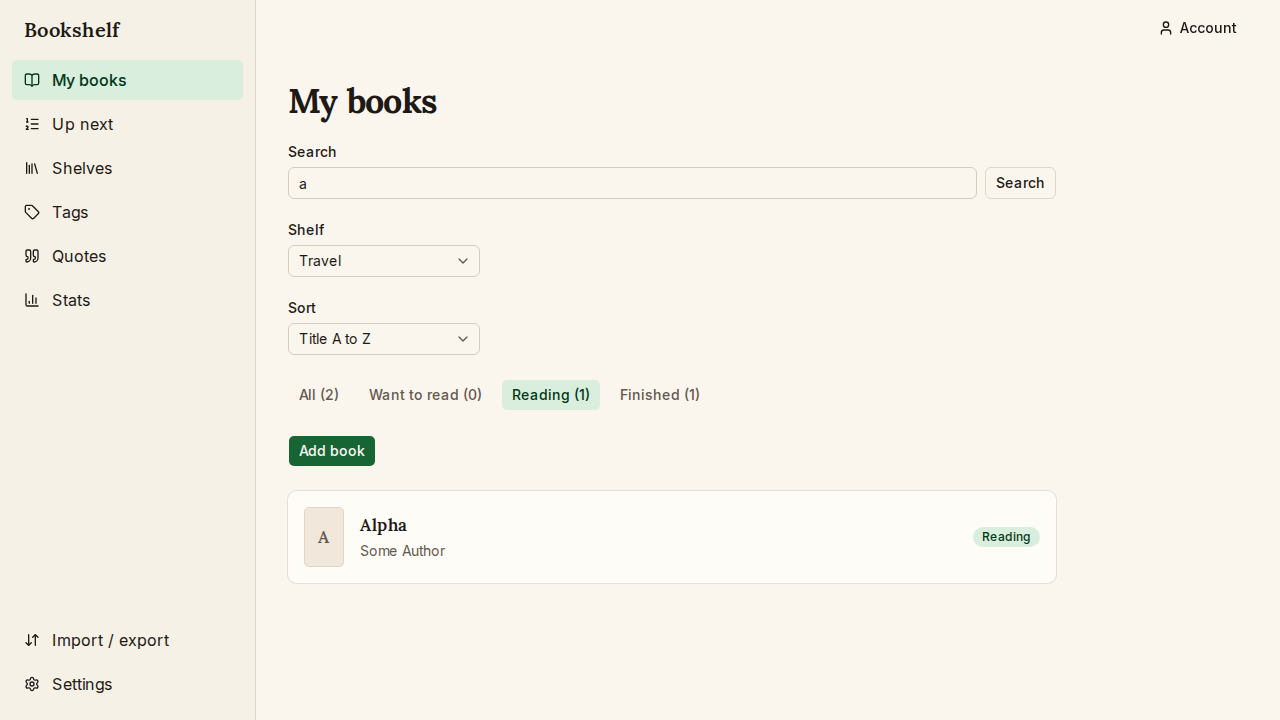 Bookshelf
My books
Up next
Shelves
Tags
Quotes
Stats
Import / export
Settings
Account
My books
Search
a
Search
Shelf
Travel
Sort
Title A to Z
All (2)
Want to read (0)
Reading (1)
Finished (1)
Add book
A
Alpha
Some Author
Reading